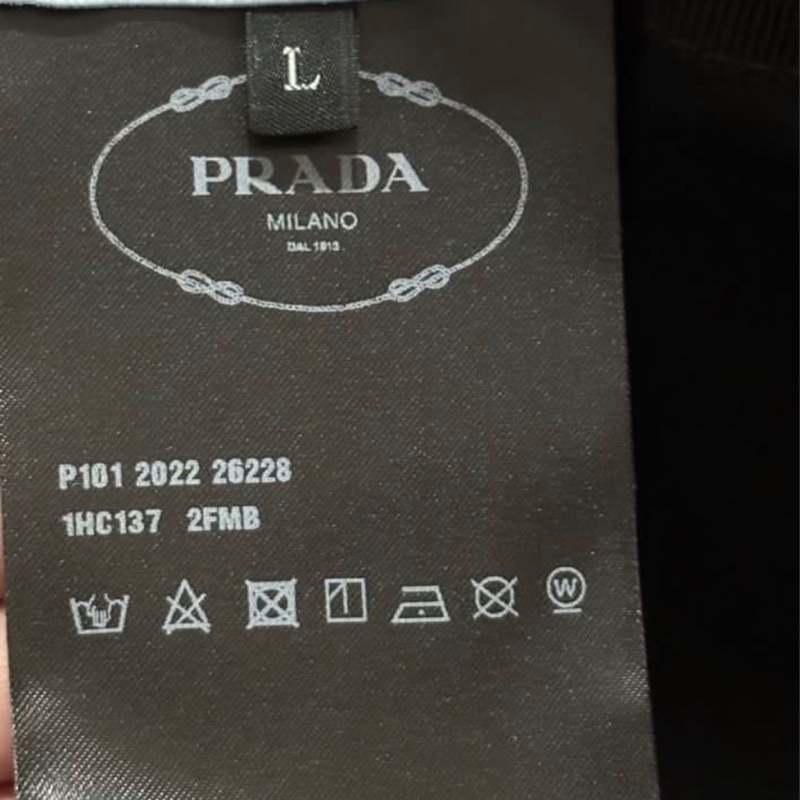 L
PRADA
MILANO
DAL 1913
P101 2022 26228
1HC137 2FMB
W